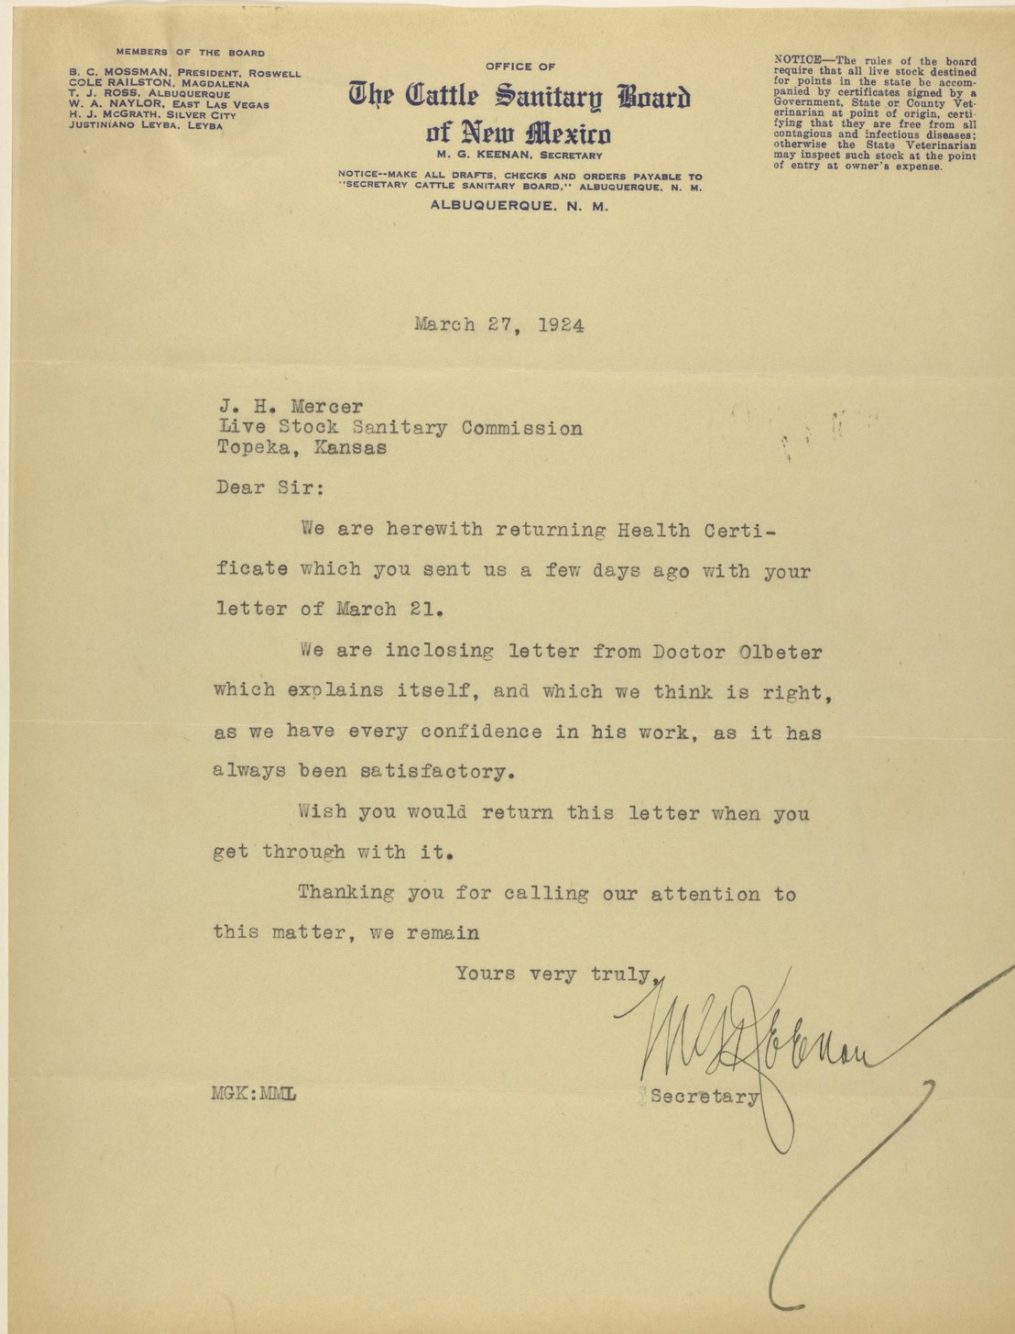 MEMBERS OF THE BOARD
B. C. MOSSMAN, PRESIDENT, ROSWELL
COLE RAILSTON, MAGDALENA
T. J. ROSS, ALBUQUERQUE
W. A. NAYLOR, EAST LAS VEGAS
H. J. MCGRATH, SILVER CITY
JUSTINIANO LEYBA, LEYBA
OFFICE OF
The Cattle Sanitary Board
of New Mexico
M. G. KEENAN, SECRETARY
NOTICE--MAKE ALL DRAFTS, CHECKS AND ORDERS PAYABLE TO
"SECRETARY CATTLE SANITARY BOARD," ALBUQUERQUE, N. M.
ALBUQUERQUE, N. M.
NOTICE—The rules of the board
require that all live stock destined
for points in the state be accom-
panied by certificates signed by a
Government, State or County Vet-
erinarian at point of origin, certi-
fying that they are free from all
contagious and infectious diseases;
otherwise the State Veterinarian
may inspect such stock at the point
of entry at owner's expense.
March 27, 1924
J. H. Mercer
Live Stock Sanitary Commission
Topeka, Kansas
Dear Sir:
We are herewith returning Health Certi-
ficate which you sent us a few days ago with your
letter of March 21.
We are inclosing letter from Doctor Olbeter
which explains itself, and which we think is right,
as we have every confidence in his work, as it has
always been satisfactory.
Wish you would return this letter when you
get through with it.
Thanking you for calling our attention to
this matter, we remain
Yours very truly,
MGKeenan
MGK:MML
Secretary